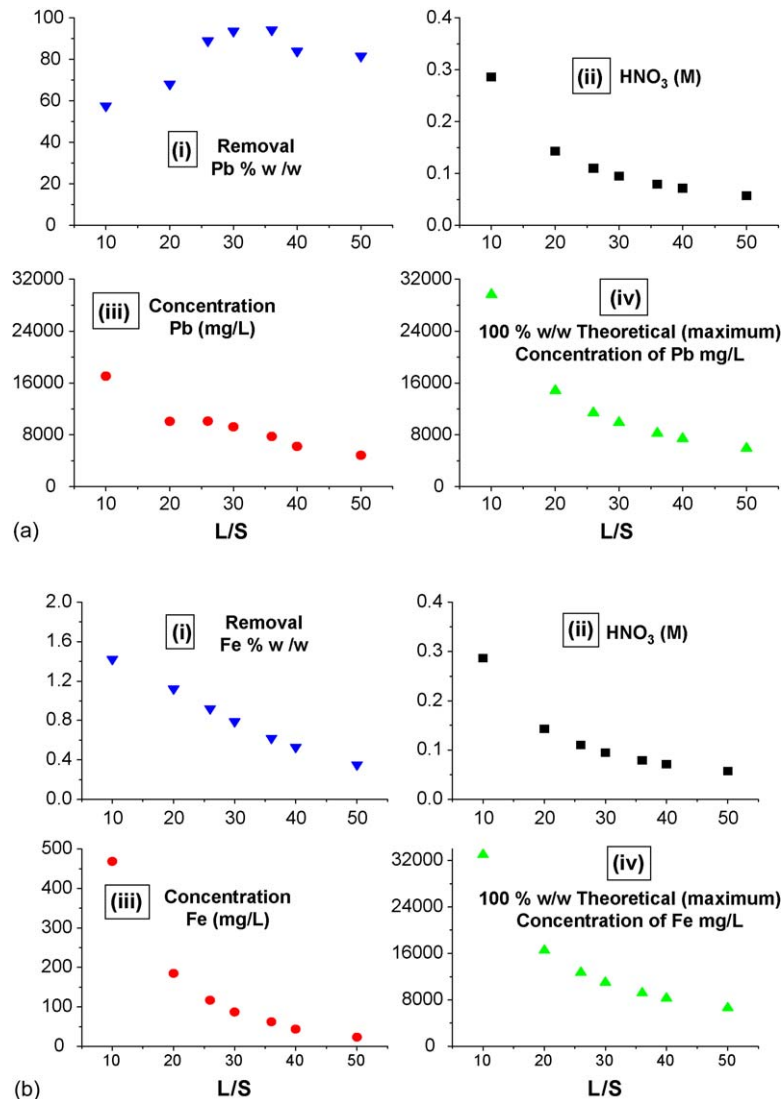 100
80
60
40
20
0
(i) Removal
Pb % w /w
10 20 30 40 50
0.4
0.3
0.2
0.1
0.0
(ii) HNO₃ (M)
10 20 30 40 50
32000
24000
16000
8000
0
(iii) Concentration
Pb (mg/L)
10 20 30 40 50
L/S
32000
24000
16000
8000
0
(iv)
100 % w/w Theoretical (maximum)
Concentration of Pb mg/L
10 20 30 40 50
L/S
(a)
2.0
1.6
1.2
0.8
0.4
0.0
(i) Removal
Fe % w /w
10 20 30 40 50
0.4
0.3
0.2
0.1
0.0
(ii) HNO₃ (M)
10 20 30 40 50
500
400
300
200
100
0
(iii) Concentration
Fe (mg/L)
10 20 30 40 50
L/S
32000
24000
16000
8000
0
(iv)
100 % w/w Theoretical (maximum)
Concentration of Fe mg/L
10 20 30 40 50
L/S
(b)